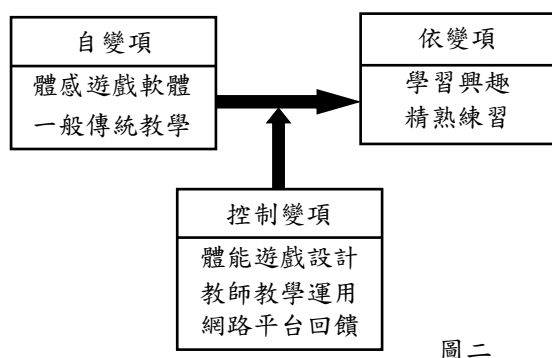 自變項
體感遊戲軟體
一般傳統教學
依變項
學習興趣
精熟練習
控制變項
體能遊戲設計
教師教學運用
網路平台回饋
圖二